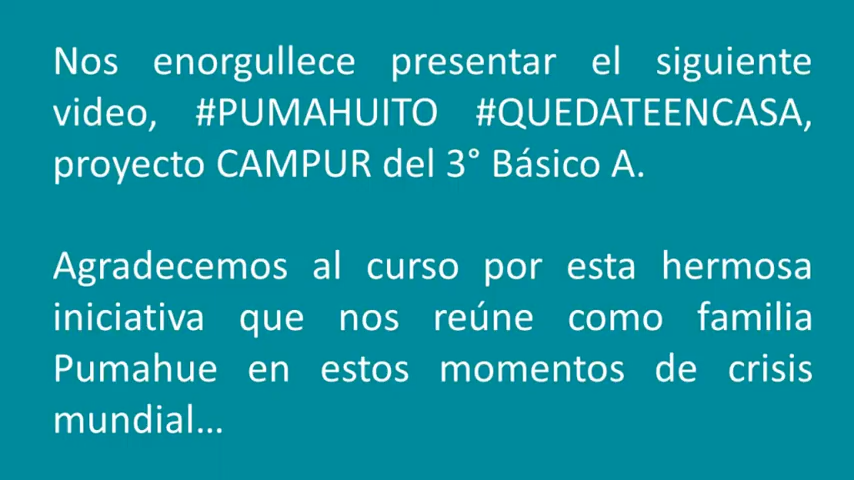 Nos enorgullece presentar el siguiente
video, #PUMAHUITO #QUEDATEENCASA,
proyecto CAMPUR del 3° Básico A.
Agradecemos al curso por esta hermosa
iniciativa que nos reúne como familia
Pumahue en estos momentos de crisis
mundial...